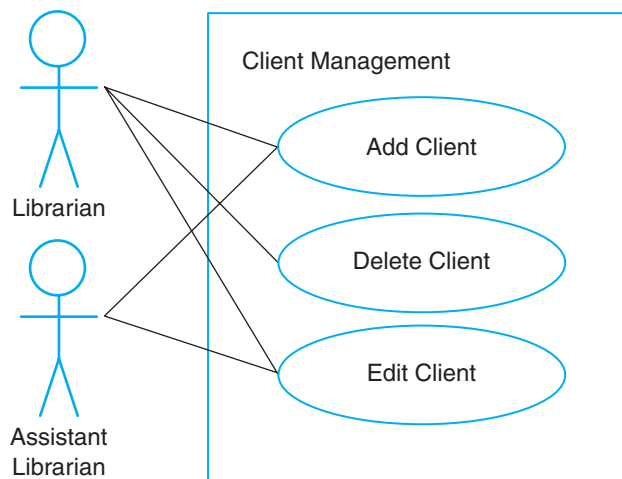 Client Management
Add Client
Librarian
Delete Client
Edit Client
Assistant
Librarian